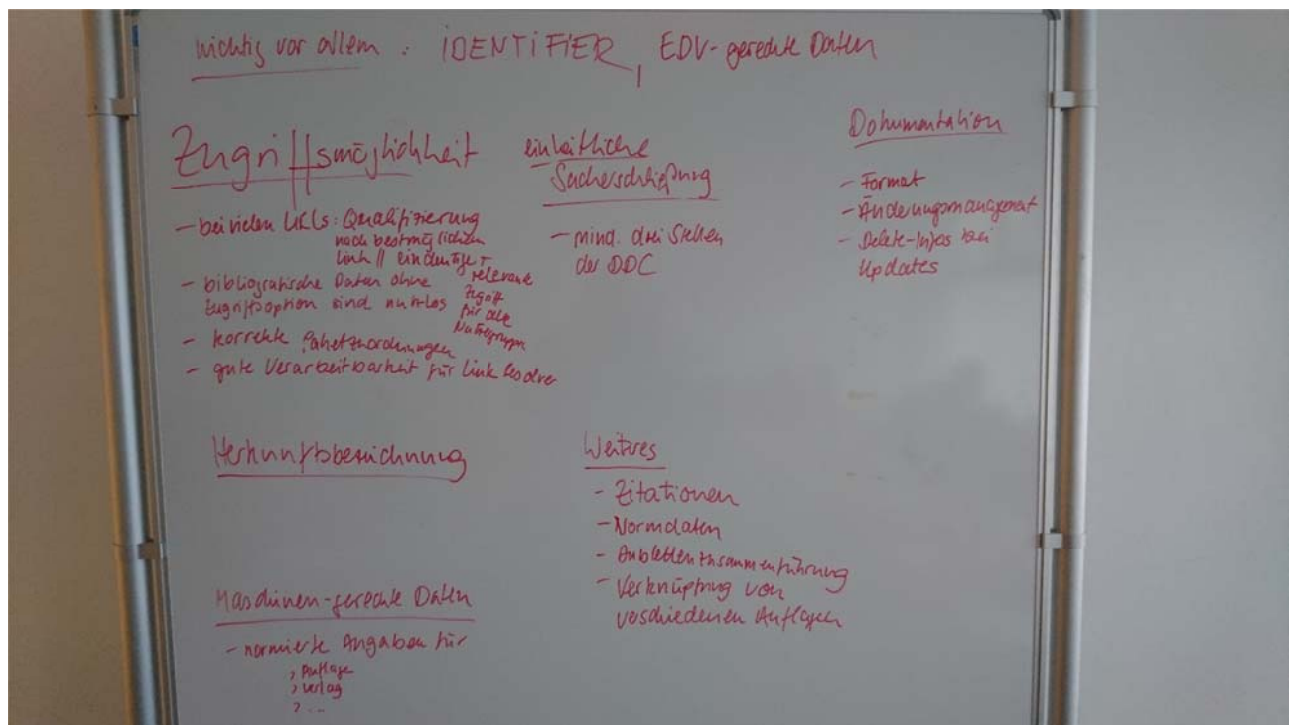 wichtig vor allem : IDENTIFIER, EDV-gerechte Daten
Zugriffsmöglichkeit
- bei vielen URLs: Qualifizierung
nach bestmöglichem
Link // eindeutiger
relevante
Zugriff
für alle
Nutzergruppen
- bibliografische Daten ohne
Zugriffsoption sind nutzlos
- korrekte Paketzuordnungen
- gute Verarbeitbarkeit für Link Resolver
einheitliche
Sacherschließung
- mind. drei Stellen
der DDC
Dokumentation
- Format
- Änderungsmanagement
- Delete-Infos bei
Updates
Herkunftsbezeichnung
Maschinen-gerechte Daten
- normierte Angaben für
> Auflage
> Verlag
> ...
Weiteres
- Zitationen
- Normdaten
- Dublettenzusammenführung
- Verknüpfung von
verschiedenen Auflagen